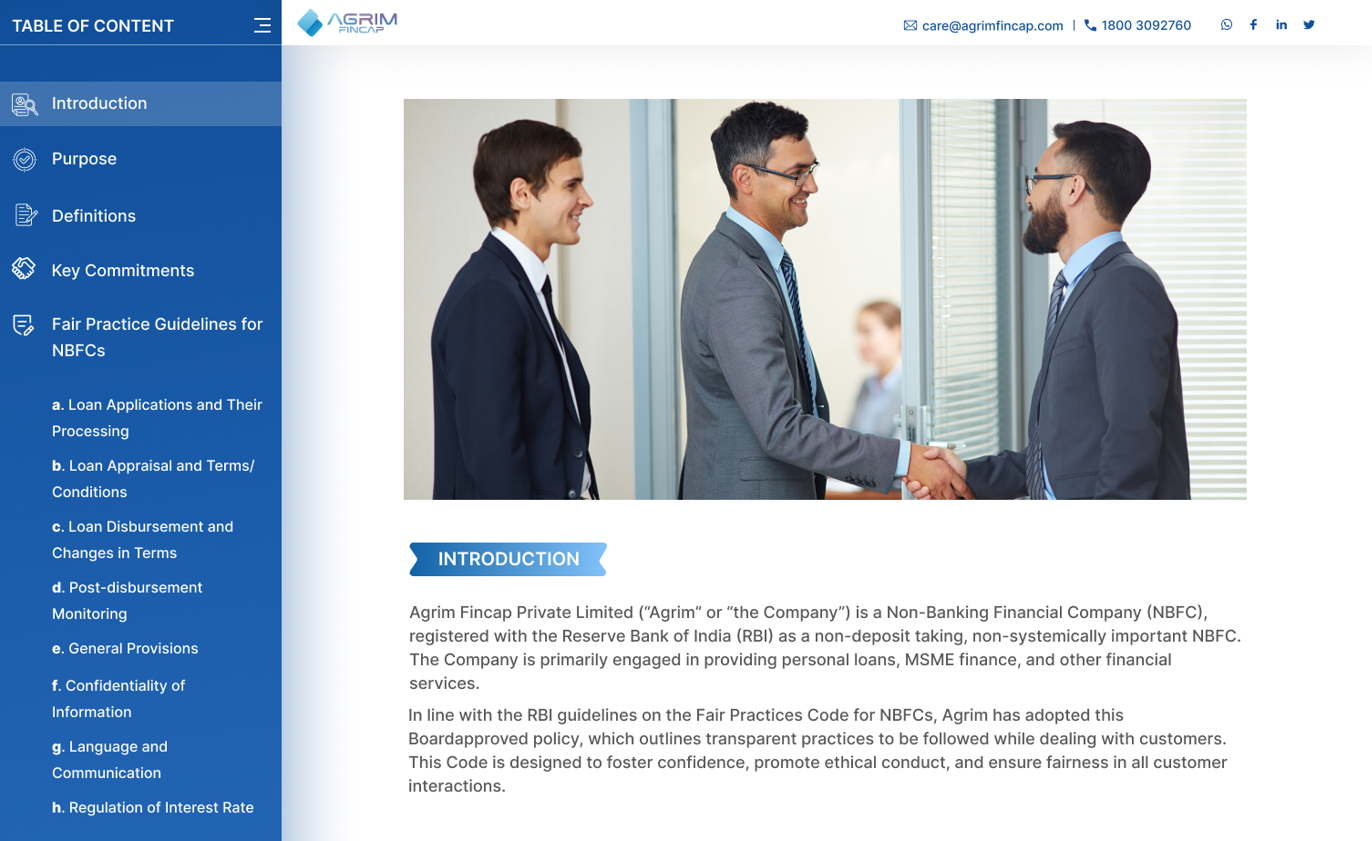 TABLE OF CONTENT
AGRIM
FINCAP
care@agrimfincap.com | 1800 3092760
Introduction
Purpose
Definitions
Key Commitments
Fair Practice Guidelines for
NBFCs
a. Loan Applications and Their
Processing
b. Loan Appraisal and Terms/
Conditions
c. Loan Disbursement and
Changes in Terms
d. Post-disbursement
Monitoring
e. General Provisions
f. Confidentiality of
Information
g. Language and
Communication
h. Regulation of Interest Rate
INTRODUCTION
Agrim Fincap Private Limited (“Agrim” or “the Company”) is a Non-Banking Financial Company (NBFC),
registered with the Reserve Bank of India (RBI) as a non-deposit taking, non-systemically important NBFC.
The Company is primarily engaged in providing personal loans, MSME finance, and other financial
services.
In line with the RBI guidelines on the Fair Practices Code for NBFCs, Agrim has adopted this
Boardapproved policy, which outlines transparent practices to be followed while dealing with customers.
This Code is designed to foster confidence, promote ethical conduct, and ensure fairness in all customer
interactions.